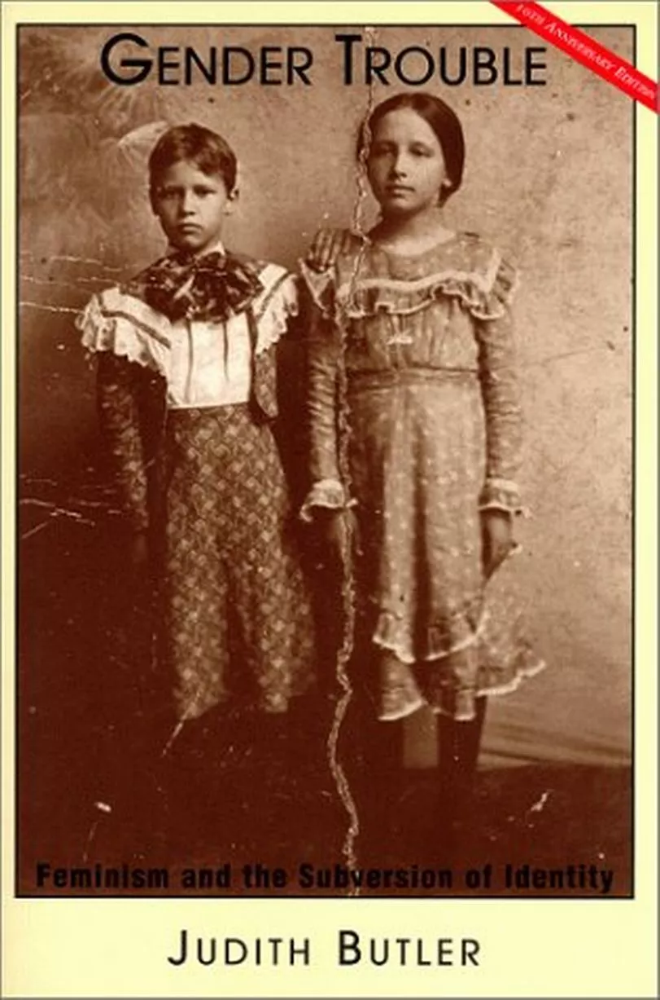 GENDER TROUBLE
10TH ANNIVERSARY EDITION
Feminism and the Subversion of Identity
JUDITH BUTLER